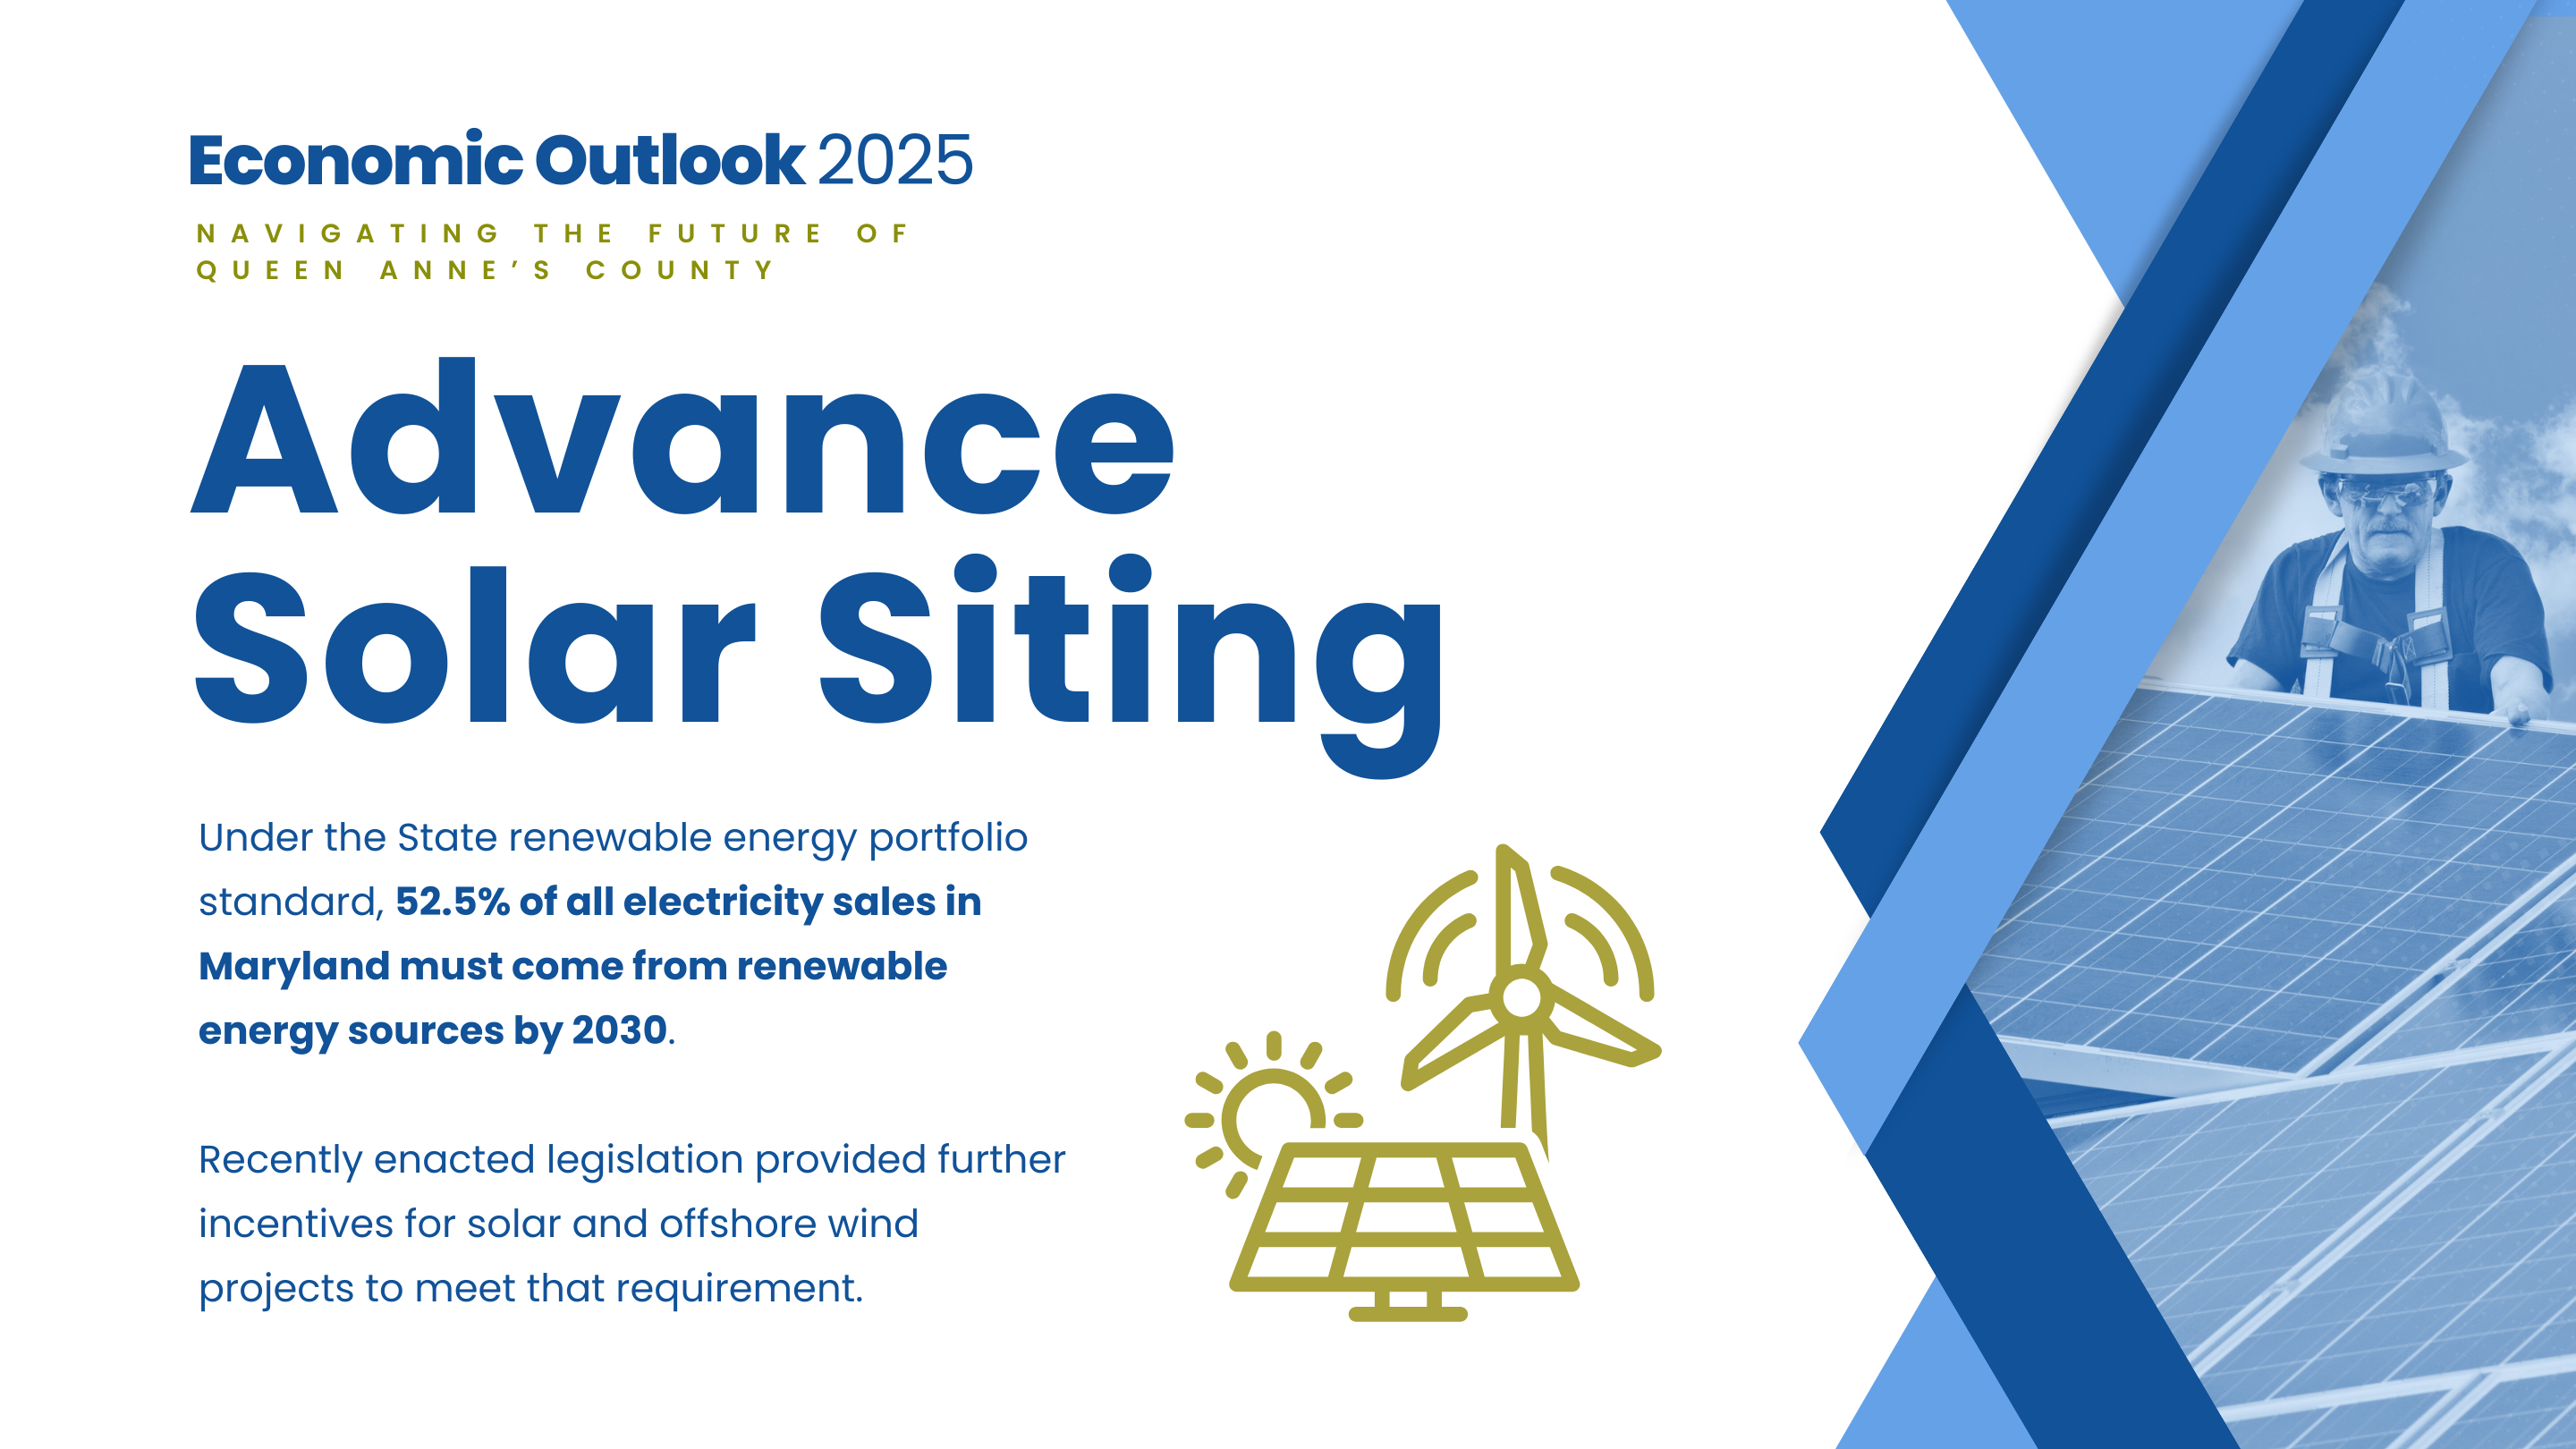 Economic Outlook 2025
NAVIGATING THE FUTURE OF
QUEEN ANNE’S COUNTY
Advance
Solar Siting
Under the State renewable energy portfolio
standard, 52.5% of all electricity sales in
Maryland must come from renewable
energy sources by 2030.
Recently enacted legislation provided further
incentives for solar and offshore wind
projects to meet that requirement.